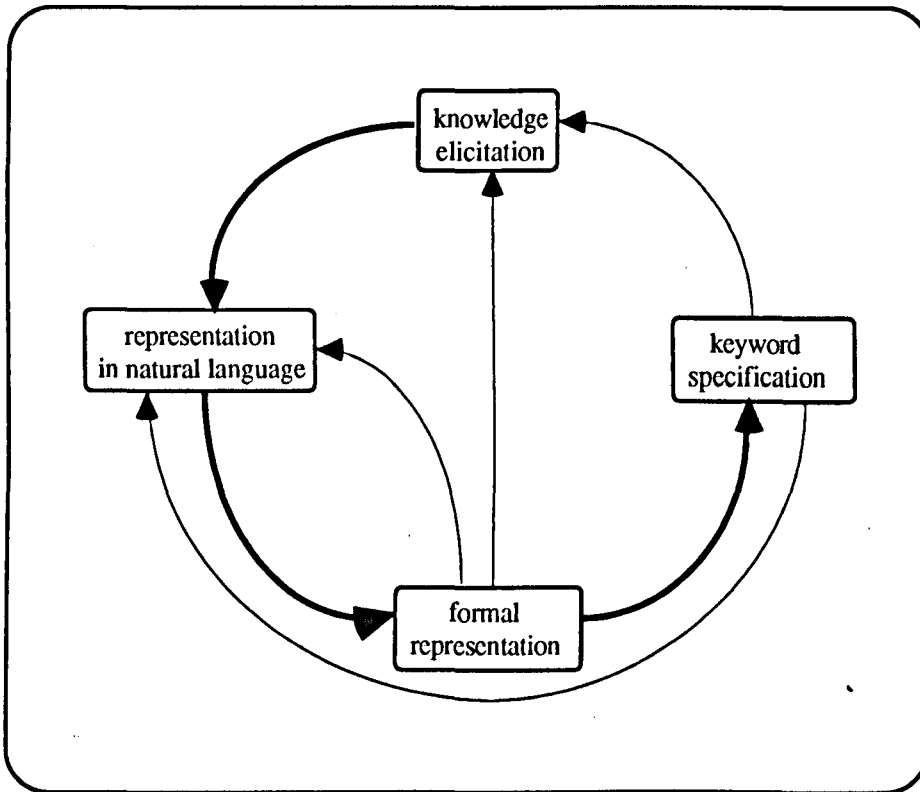 knowledge
elicitation
representation
in natural language
keyword
specification
formal
representation